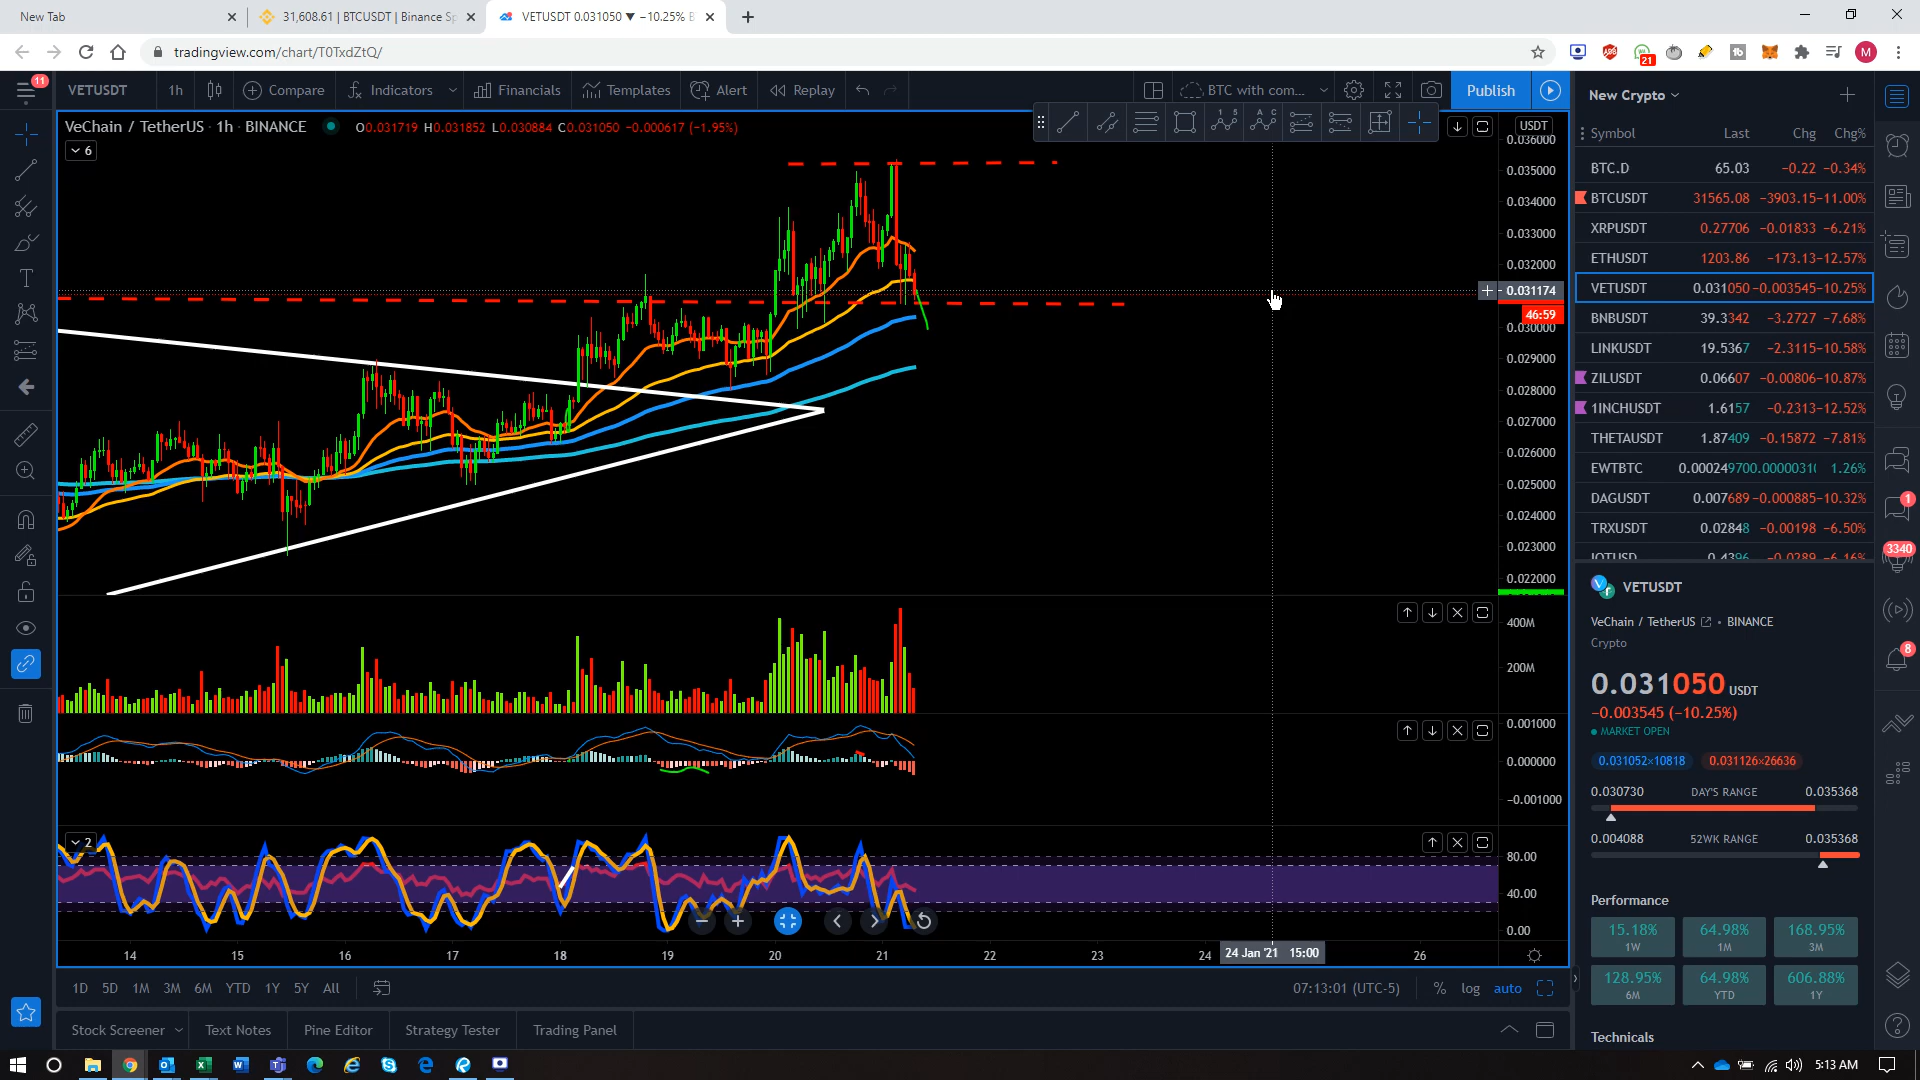 New Tab
31,608.61 | BTCUSDT | Binance Sp
VETUSDT 0.031050 ▼ −10.25% B
tradingview.com/chart/T0TxdZtQ/
21
M
11
VETUSDT 1h Compare Indicators Financials Templates Alert Replay
BTC with com... Publish
VeChain / TetherUS · 1h · BINANCE O0.031719 H0.031852 L0.030884 C0.031050 −0.000617 (−1.95%)
6
USDT
0.036000
0.035000
0.034000
0.033000
0.032000
0.031174
46:59
0.030000
0.029000
0.028000
0.027000
0.026000
0.025000
0.024000
0.023000
0.022000
400M
200M
0.001000
0.000000
−0.001000
2
80.00
40.00
0.00
14 15 16 17 18 19 20 21 22 23 24 24 Jan '21 15:00 26
1D 5D 1M 3M 6M YTD 1Y 5Y All
07:13:01 (UTC-5) % log auto
Stock Screener Text Notes Pine Editor Strategy Tester Trading Panel
New Crypto
Symbol Last Chg Chg%
BTC.D 65.03 −0.22 −0.34%
BTCUSDT 31565.08 −3903.15 −11.00%
XRPUSDT 0.27706 −0.01833 −6.21%
ETHUSDT 1203.86 −173.13 −12.57%
VETUSDT 0.031050 −0.003545 −10.25%
BNBUSDT 39.3342 −3.2727 −7.68%
LINKUSDT 19.5367 −2.3115 −10.58%
ZILUSDT 0.06607 −0.00806 −10.87%
1INCHUSDT 1.6157 −0.2313 −12.52%
THETAUSDT 1.87409 −0.15872 −7.81%
EWTBTC 0.00024970 0.0000031 1.26%
DAGUSDT 0.007689 −0.000885 −10.32%
TRXUSDT 0.02848 −0.00198 −6.50%
IOTUSD 0.4396 −0.0289 −6.16%
VETUSDT
VeChain / TetherUS • BINANCE
Crypto
0.031050 USDT
−0.003545 (−10.25%)
MARKET OPEN
0.031052×10818 0.031126×26636
0.030730 DAY'S RANGE 0.035368
0.004088 52WK RANGE 0.035368
Performance
15.18% 64.98% 168.95%
1W 1M 3M
128.95% 64.98% 606.88%
6M YTD 1Y
Technicals
1
3340
8
5:13 AM